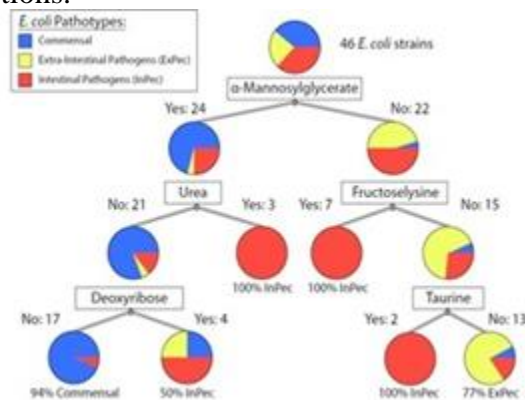 tions:
E. coli Pathotypes:
Commensal
Extra-Intestinal Pathogens (ExPec)
Intestinal Pathogens (InPec)
46 E. coli strains
α-Mannosylglycerate
Yes: 24
No: 22
Urea
Fructoselysine
No: 21
Yes: 3
Yes: 7
No: 15
100% InPec
100% InPec
Deoxyribose
Taurine
No: 17
Yes: 4
Yes: 2
No: 13
94% Commensal
50% InPec
100% InPec
77% ExPec